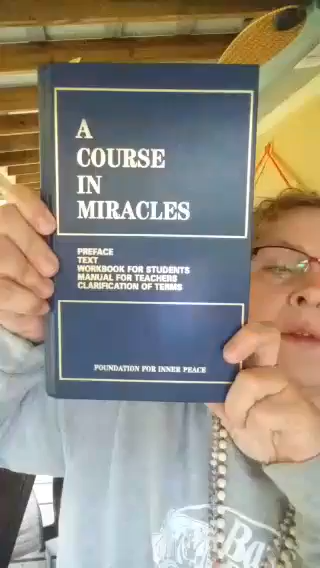 A
COURSE
IN
MIRACLES
PREFACE
TEXT
WORKBOOK FOR STUDENTS
MANUAL FOR TEACHERS
CLARIFICATION OF TERMS
FOUNDATION FOR INNER PEACE